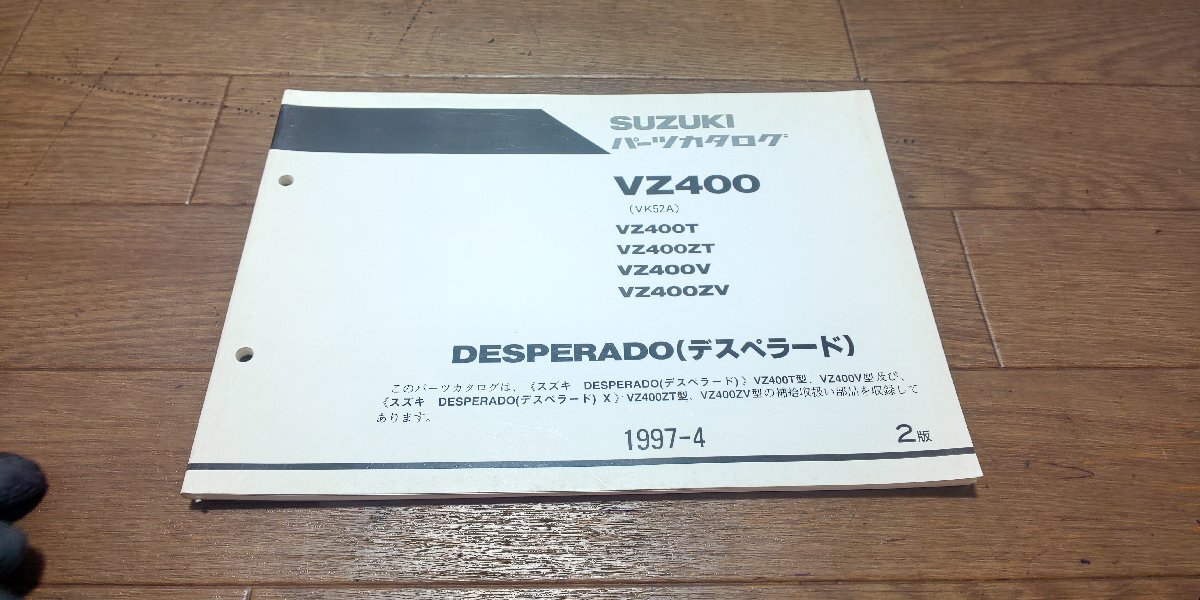 SUZUKI
パーツカタログ
VZ400
(VK52A)
VZ400T
VZ400ZT
VZ400V
VZ400ZV
DESPERADO(デスペラード)
このパーツカタログは、《スズキ DESPERADO(デスペラード)》VZ400T型、VZ400V型及び、
《スズキ DESPERADO(デスペラード) X》VZ400ZT型、VZ400ZV型の補給取扱い部品を収録して
あります。
1997-4
2版